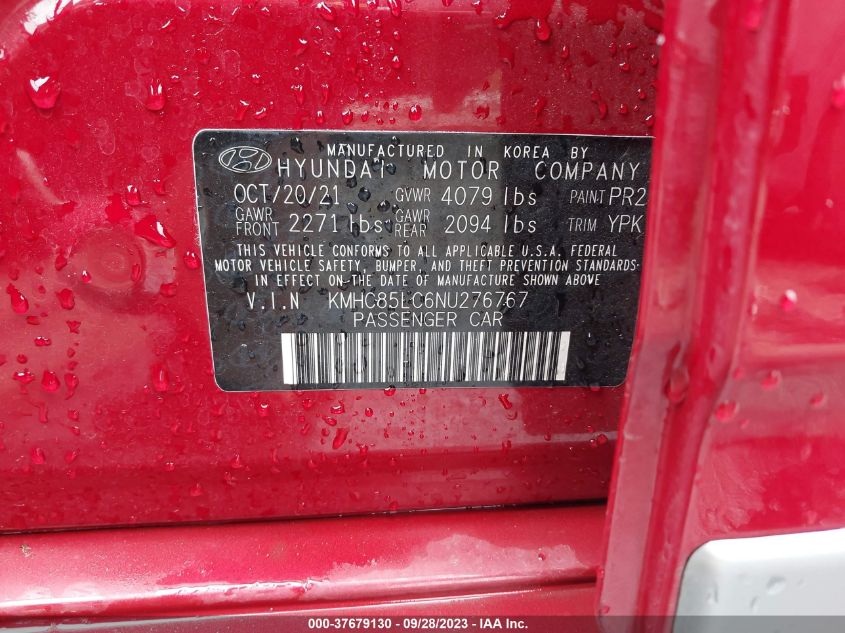 MANUFACTURED IN KOREA BY
HYUNDAI MOTOR COMPANY
OCT/20/21 GVWR 4079 lbs PAINT PR2
GAWR FRONT 2271 lbs GAWR REAR 2094 lbs TRIM YPK
THIS VEHICLE CONFORMS TO ALL APPLICABLE U.S.A. FEDERAL
MOTOR VEHICLE SAFETY, BUMPER, AND THEFT PREVENTION STANDARDS
IN EFFECT ON THE DATE OF MANUFACTURE SHOWN ABOVE
V.I.N KMHC85LC6NU276767
PASSENGER CAR
000-37679130 - 09/28/2023 - IAA Inc.